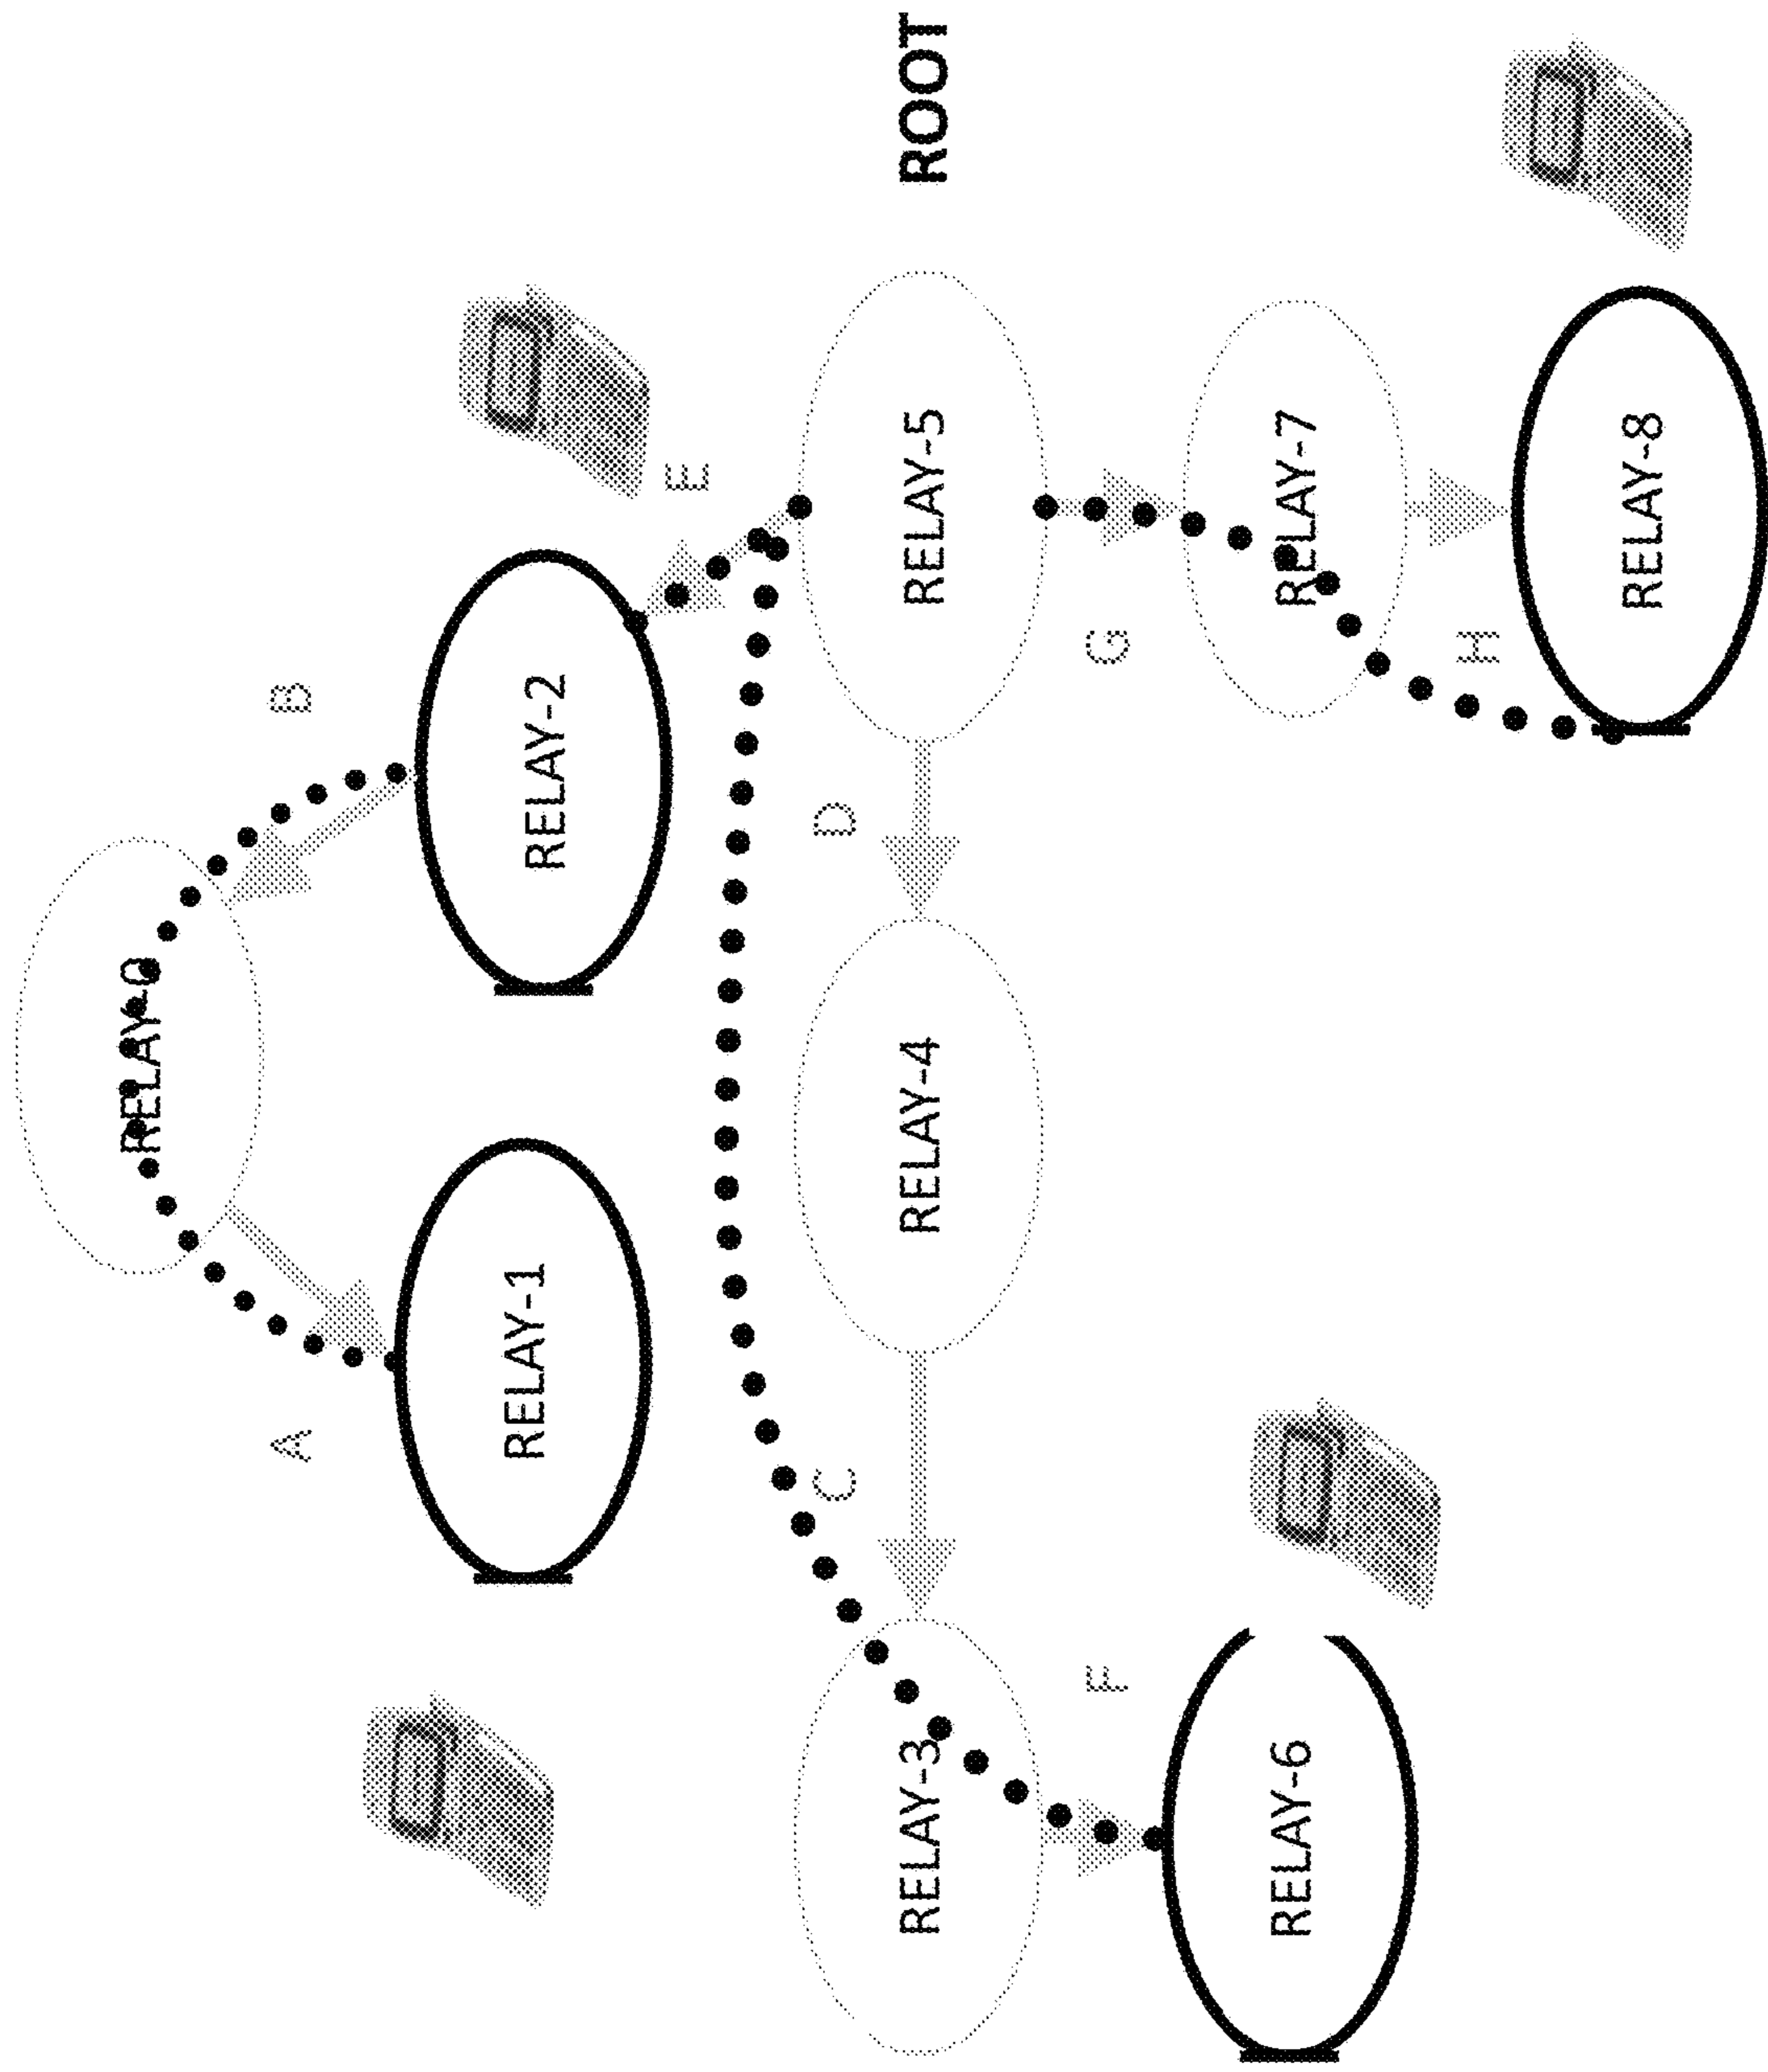 RELAY-0
A
B
RELAY-1
RELAY-2
E
C
D
RELAY-3
RELAY-4
RELAY-5
ROOT
F
G
RELAY-6
RELAY-7
H
RELAY-8